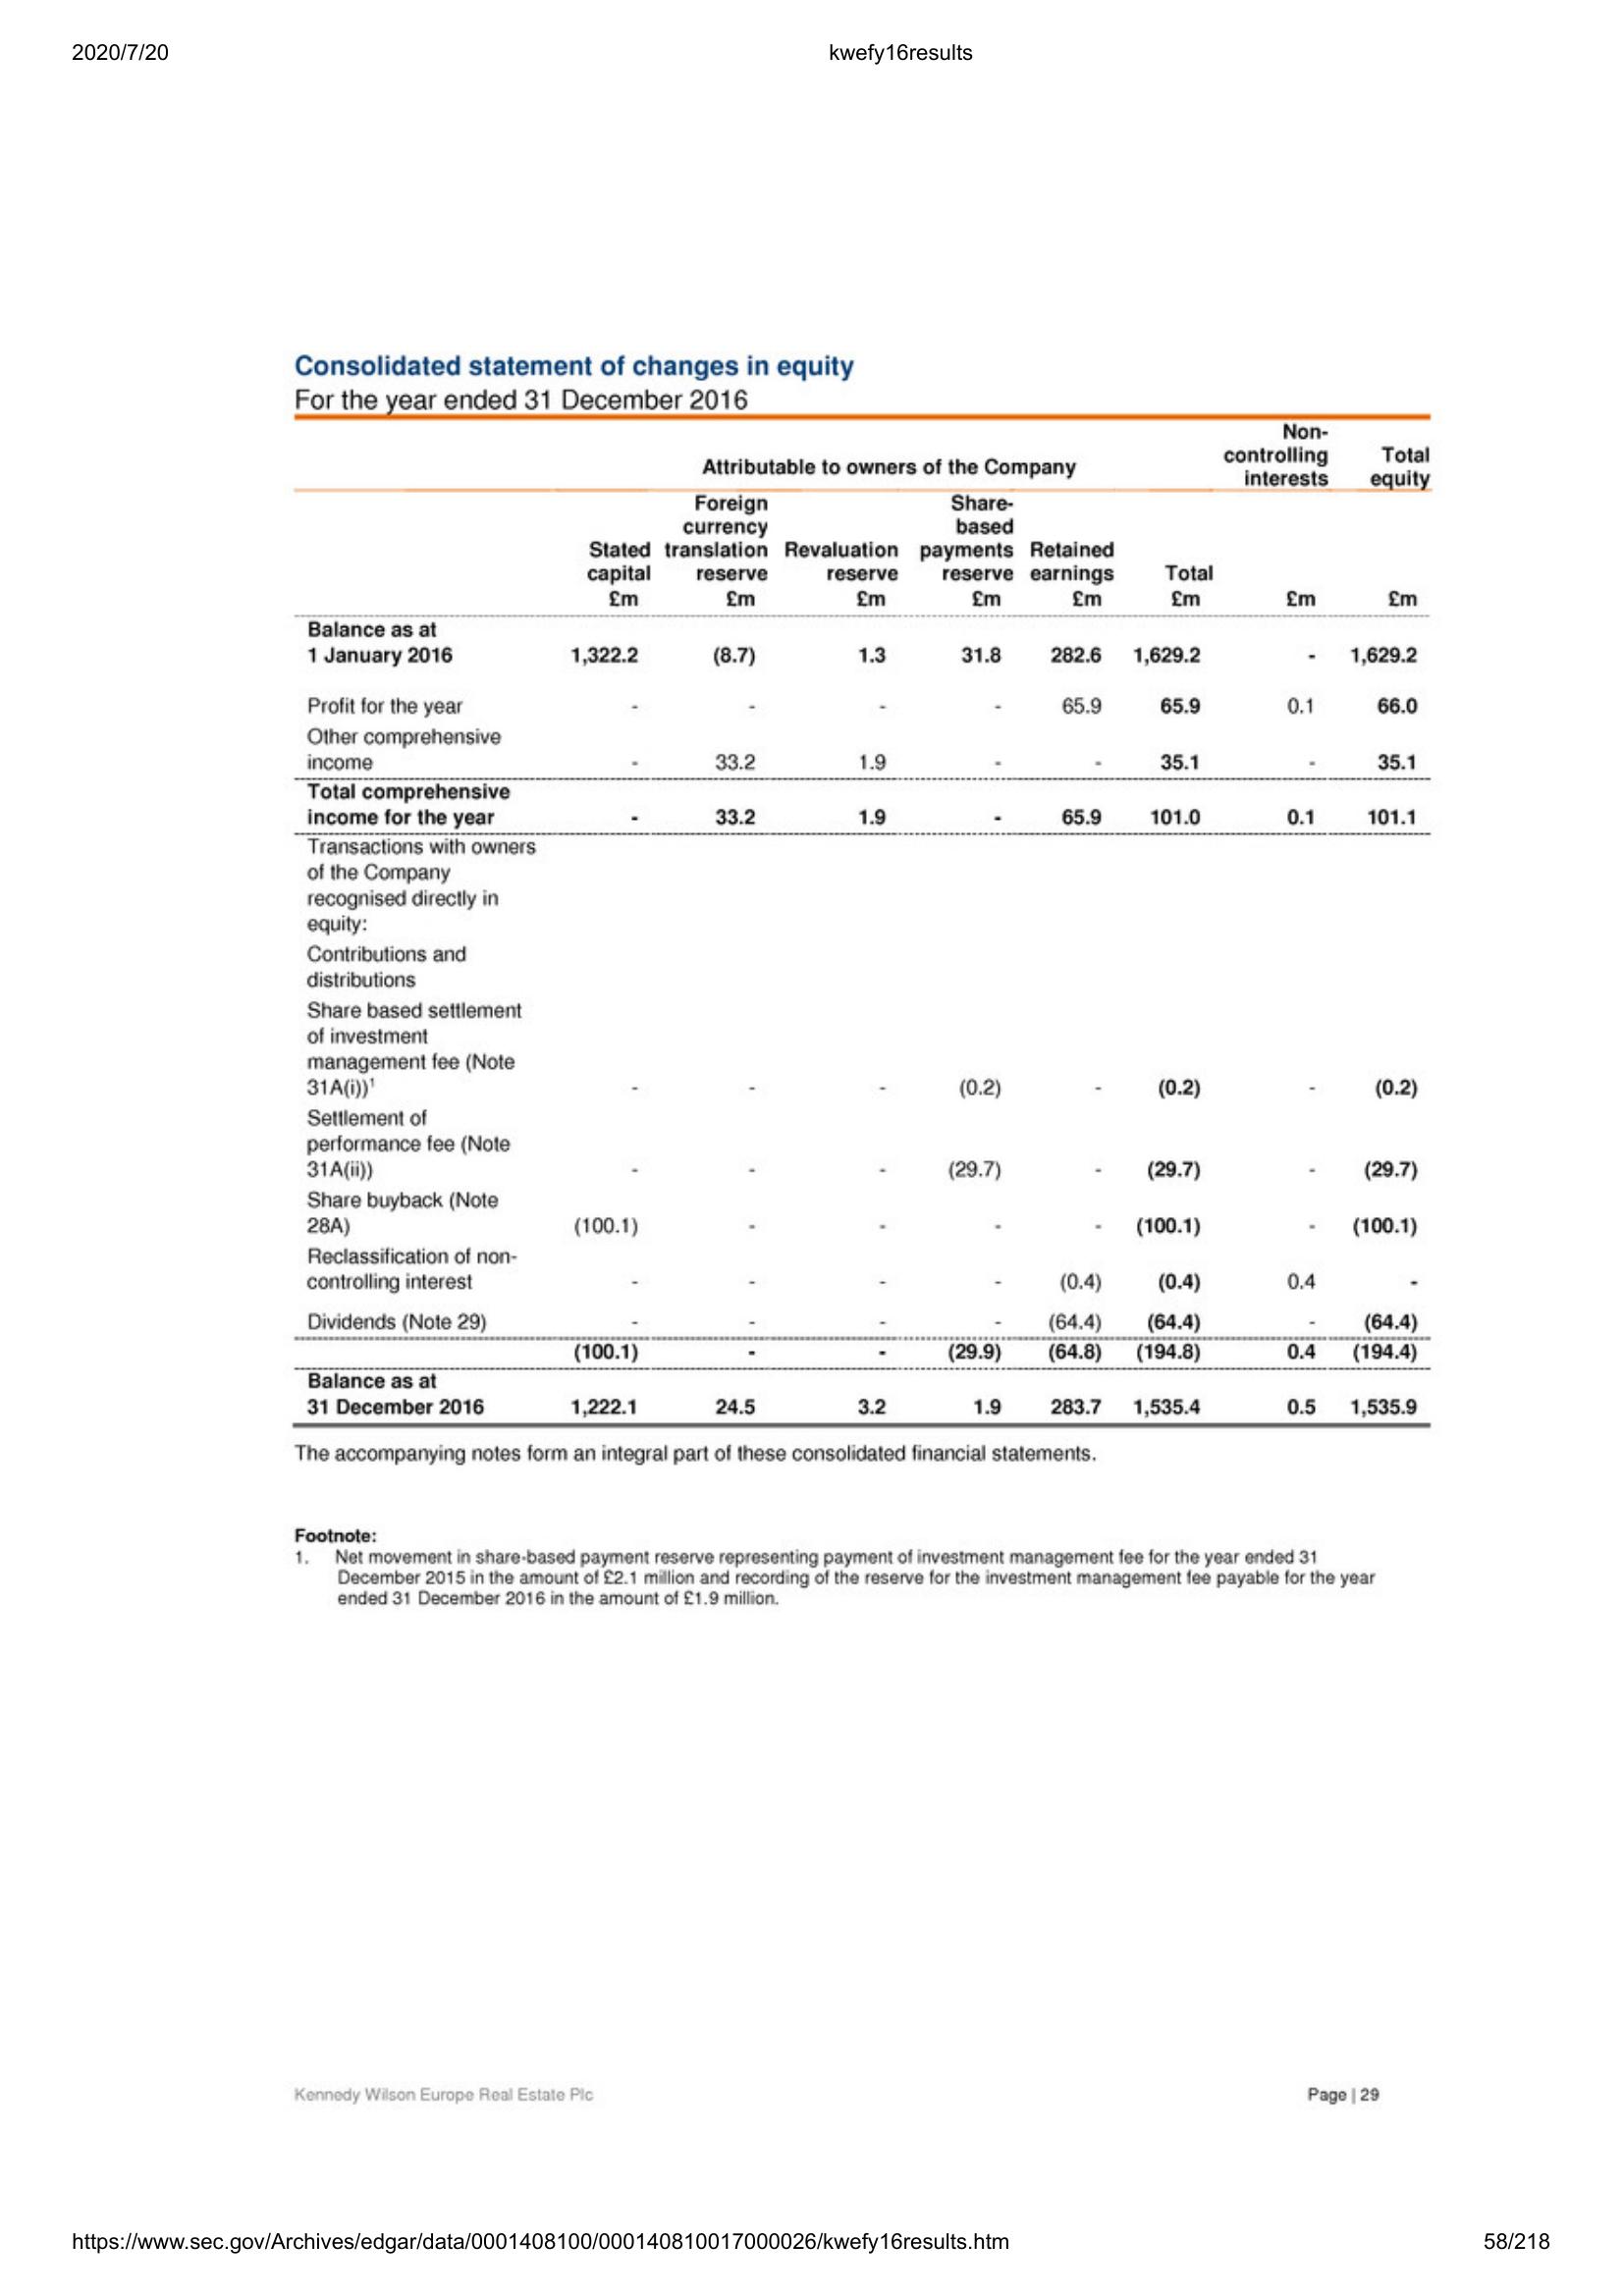 2020/7/20 kwefy16results
Consolidated statement of changes in equity
For the year ended 31 December 2016
Attributable to owners of the Company Non-controlling interests Total equity
Stated capital Foreign currency translation reserve Revaluation reserve Share-based payments reserve Retained earnings Total
£m £m £m £m £m £m £m £m
Balance as at
1 January 2016 1,322.2 (8.7) 1.3 31.8 282.6 1,629.2 - 1,629.2
Profit for the year - - - - 65.9 65.9 0.1 66.0
Other comprehensive
income - 33.2 1.9 - - 35.1 - 35.1
Total comprehensive
income for the year - 33.2 1.9 - 65.9 101.0 0.1 101.1
Transactions with owners
of the Company
recognised directly in
equity:
Contributions and
distributions
Share based settlement
of investment
management fee (Note
31A(i))¹ - - - (0.2) - (0.2) - (0.2)
Settlement of
performance fee (Note
31A(ii)) - - - (29.7) - (29.7) - (29.7)
Share buyback (Note
28A) (100.1) - - - - (100.1) - (100.1)
Reclassification of non-
controlling interest - - - - (0.4) (0.4) 0.4 -
Dividends (Note 29) - - - - (64.4) (64.4) - (64.4)
(100.1) - - (29.9) (64.8) (194.8) 0.4 (194.4)
Balance as at
31 December 2016 1,222.1 24.5 3.2 1.9 283.7 1,535.4 0.5 1,535.9
The accompanying notes form an integral part of these consolidated financial statements.
Footnote:
1. Net movement in share-based payment reserve representing payment of investment management fee for the year ended 31
December 2015 in the amount of £2.1 million and recording of the reserve for the investment management fee payable for the year
ended 31 December 2016 in the amount of £1.9 million.
Kennedy Wilson Europe Real Estate Plc Page | 29
https://www.sec.gov/Archives/edgar/data/0001408100/000140810017000026/kwefy16results.htm 58/218